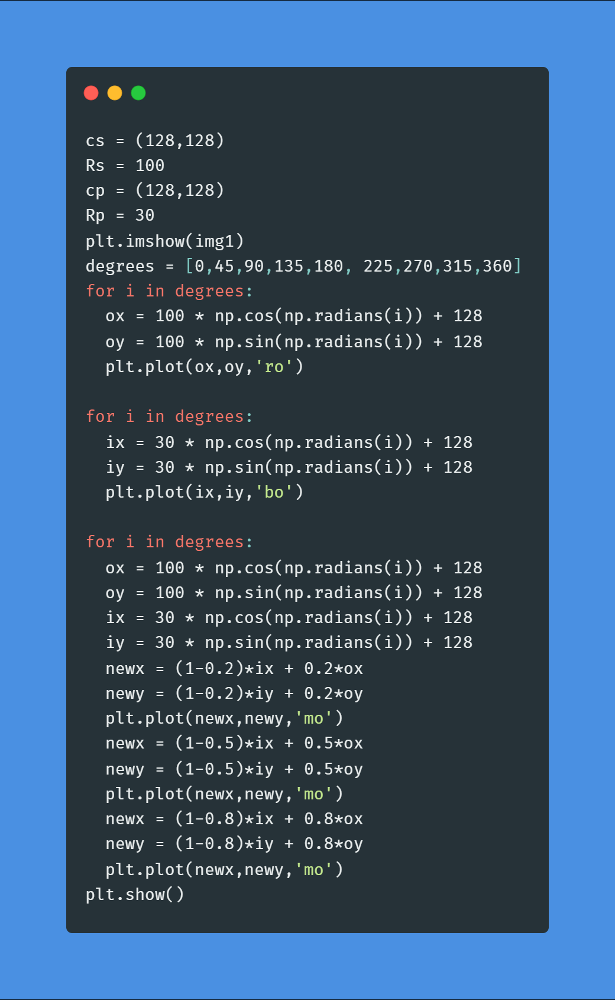 cs = (128,128)
Rs = 100
cp = (128,128)
Rp = 30
plt.imshow(img1)
degrees = [0,45,90,135,180, 225,270,315,360]
for i in degrees:
  ox = 100 * np.cos(np.radians(i)) + 128
  oy = 100 * np.sin(np.radians(i)) + 128
  plt.plot(ox,oy,'ro')

for i in degrees:
  ix = 30 * np.cos(np.radians(i)) + 128
  iy = 30 * np.sin(np.radians(i)) + 128
  plt.plot(ix,iy,'bo')

for i in degrees:
  ox = 100 * np.cos(np.radians(i)) + 128
  oy = 100 * np.sin(np.radians(i)) + 128
  ix = 30 * np.cos(np.radians(i)) + 128
  iy = 30 * np.sin(np.radians(i)) + 128
  newx = (1-0.2)*ix + 0.2*ox
  newy = (1-0.2)*iy + 0.2*oy
  plt.plot(newx,newy,'mo')
  newx = (1-0.5)*ix + 0.5*ox
  newy = (1-0.5)*iy + 0.5*oy
  plt.plot(newx,newy,'mo')
  newx = (1-0.8)*ix + 0.8*ox
  newy = (1-0.8)*iy + 0.8*oy
  plt.plot(newx,newy,'mo')
plt.show()